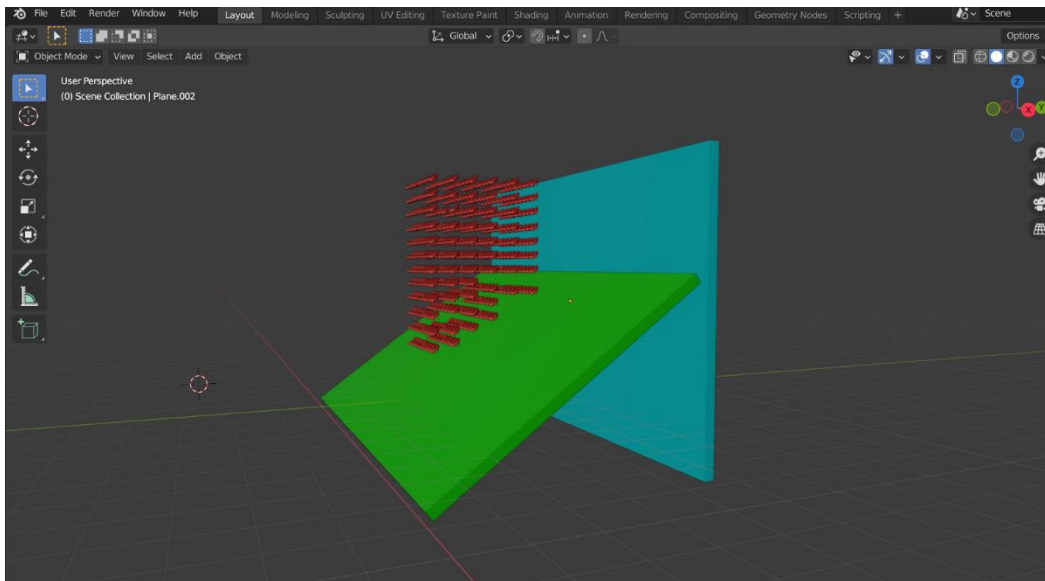 File Edit Render Window Help Layout Modeling Sculpting UV Editing Texture Paint Shading Animation Rendering Compositing Geometry Nodes Scripting + Scene
Global Options
Object Mode View Select Add Object
User Perspective
(0) Scene Collection | Plane.002
Z
X Y